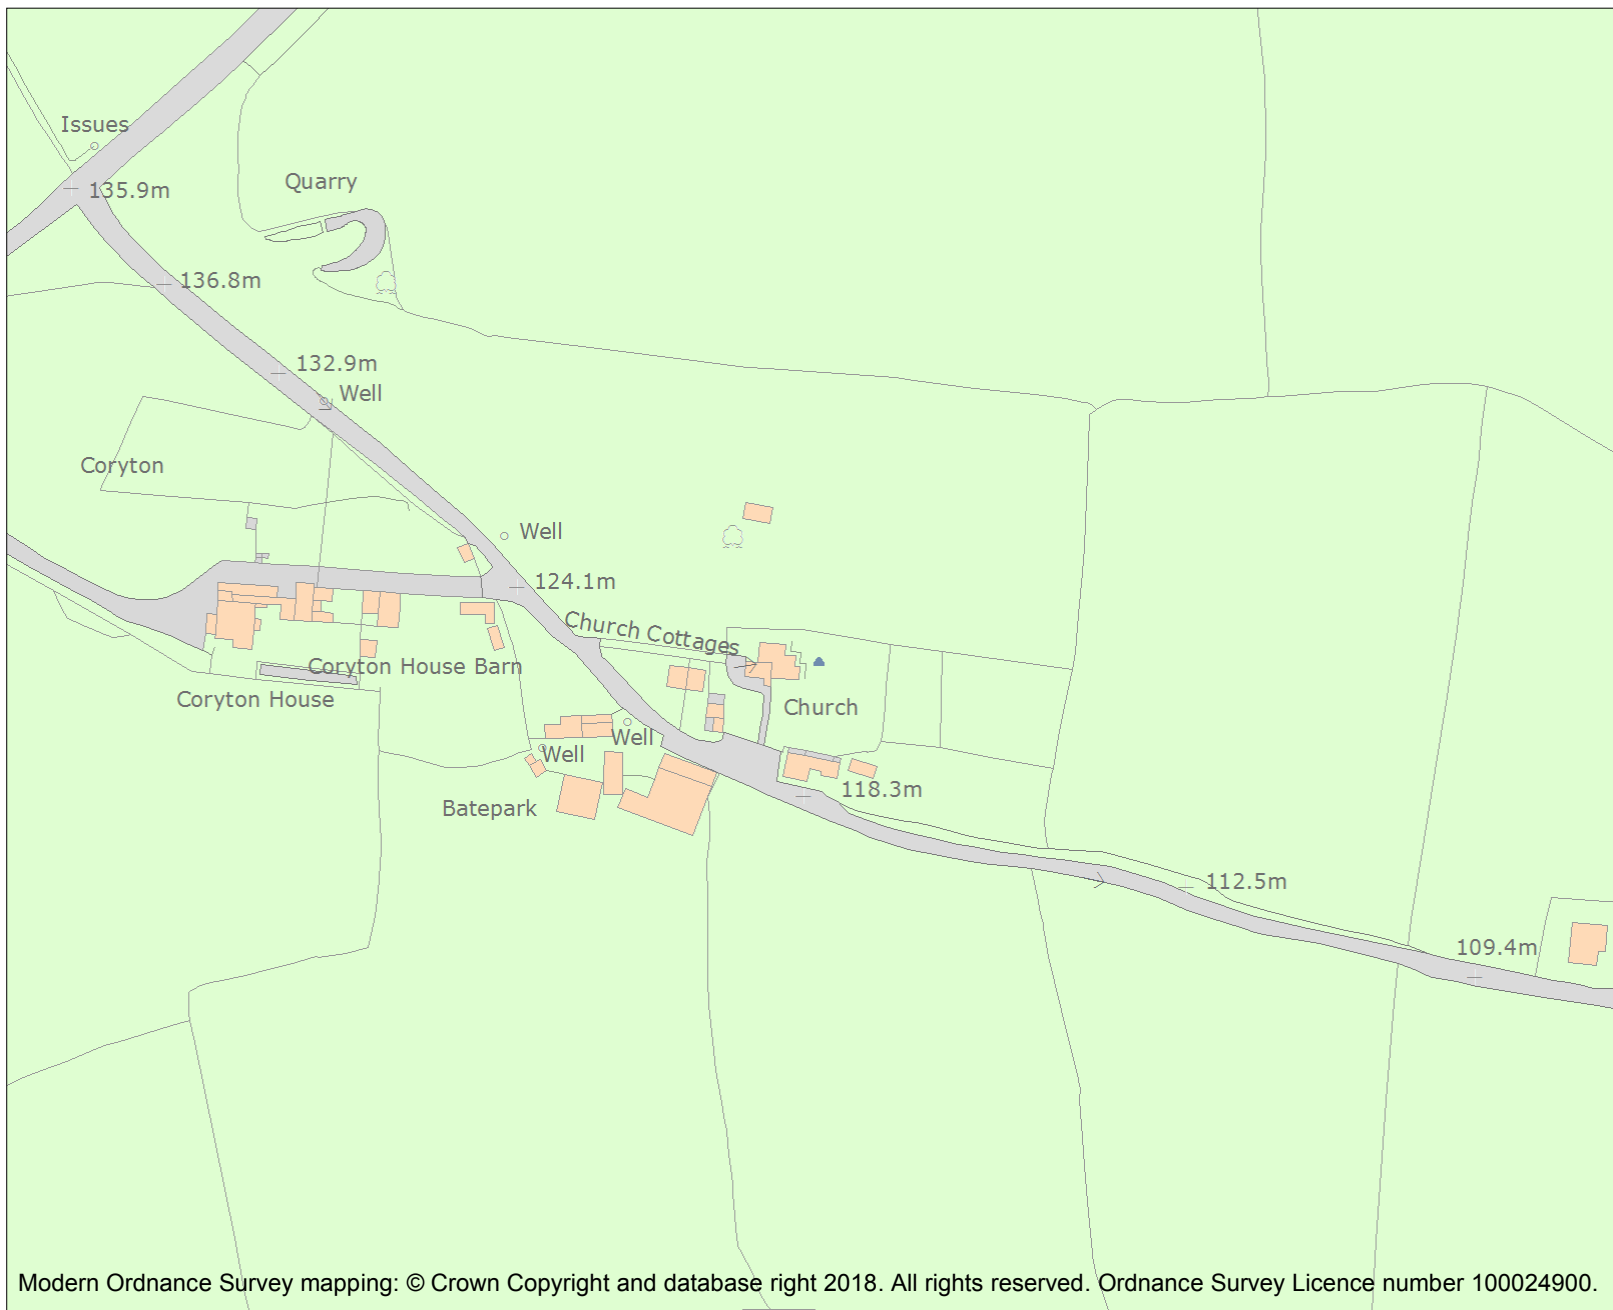 Issues
135.9m
Quarry
136.8m
132.9m
Well
Coryton
Well
124.1m
Church Cottages
Coryton House Barn
Coryton House
Church
Well
Well
118.3m
Batepark
112.5m
109.4m
Modern Ordnance Survey mapping: © Crown Copyright and database right 2018. All rights reserved. Ordnance Survey Licence number 100024900.